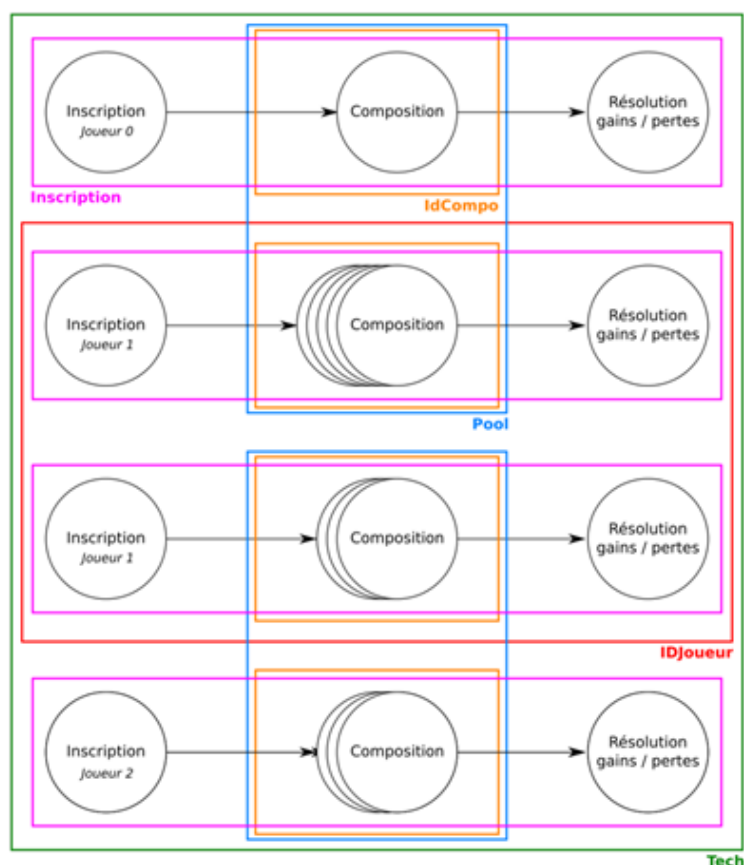 Inscription
Joueur 0
Composition
Résolution
gains / pertes
Inscription
IdCompo
Inscription
Joueur 1
Composition
Résolution
gains / pertes
Pool
Inscription
Joueur 1
Composition
Résolution
gains / pertes
IDJoueur
Inscription
Joueur 2
Composition
Résolution
gains / pertes
Tech